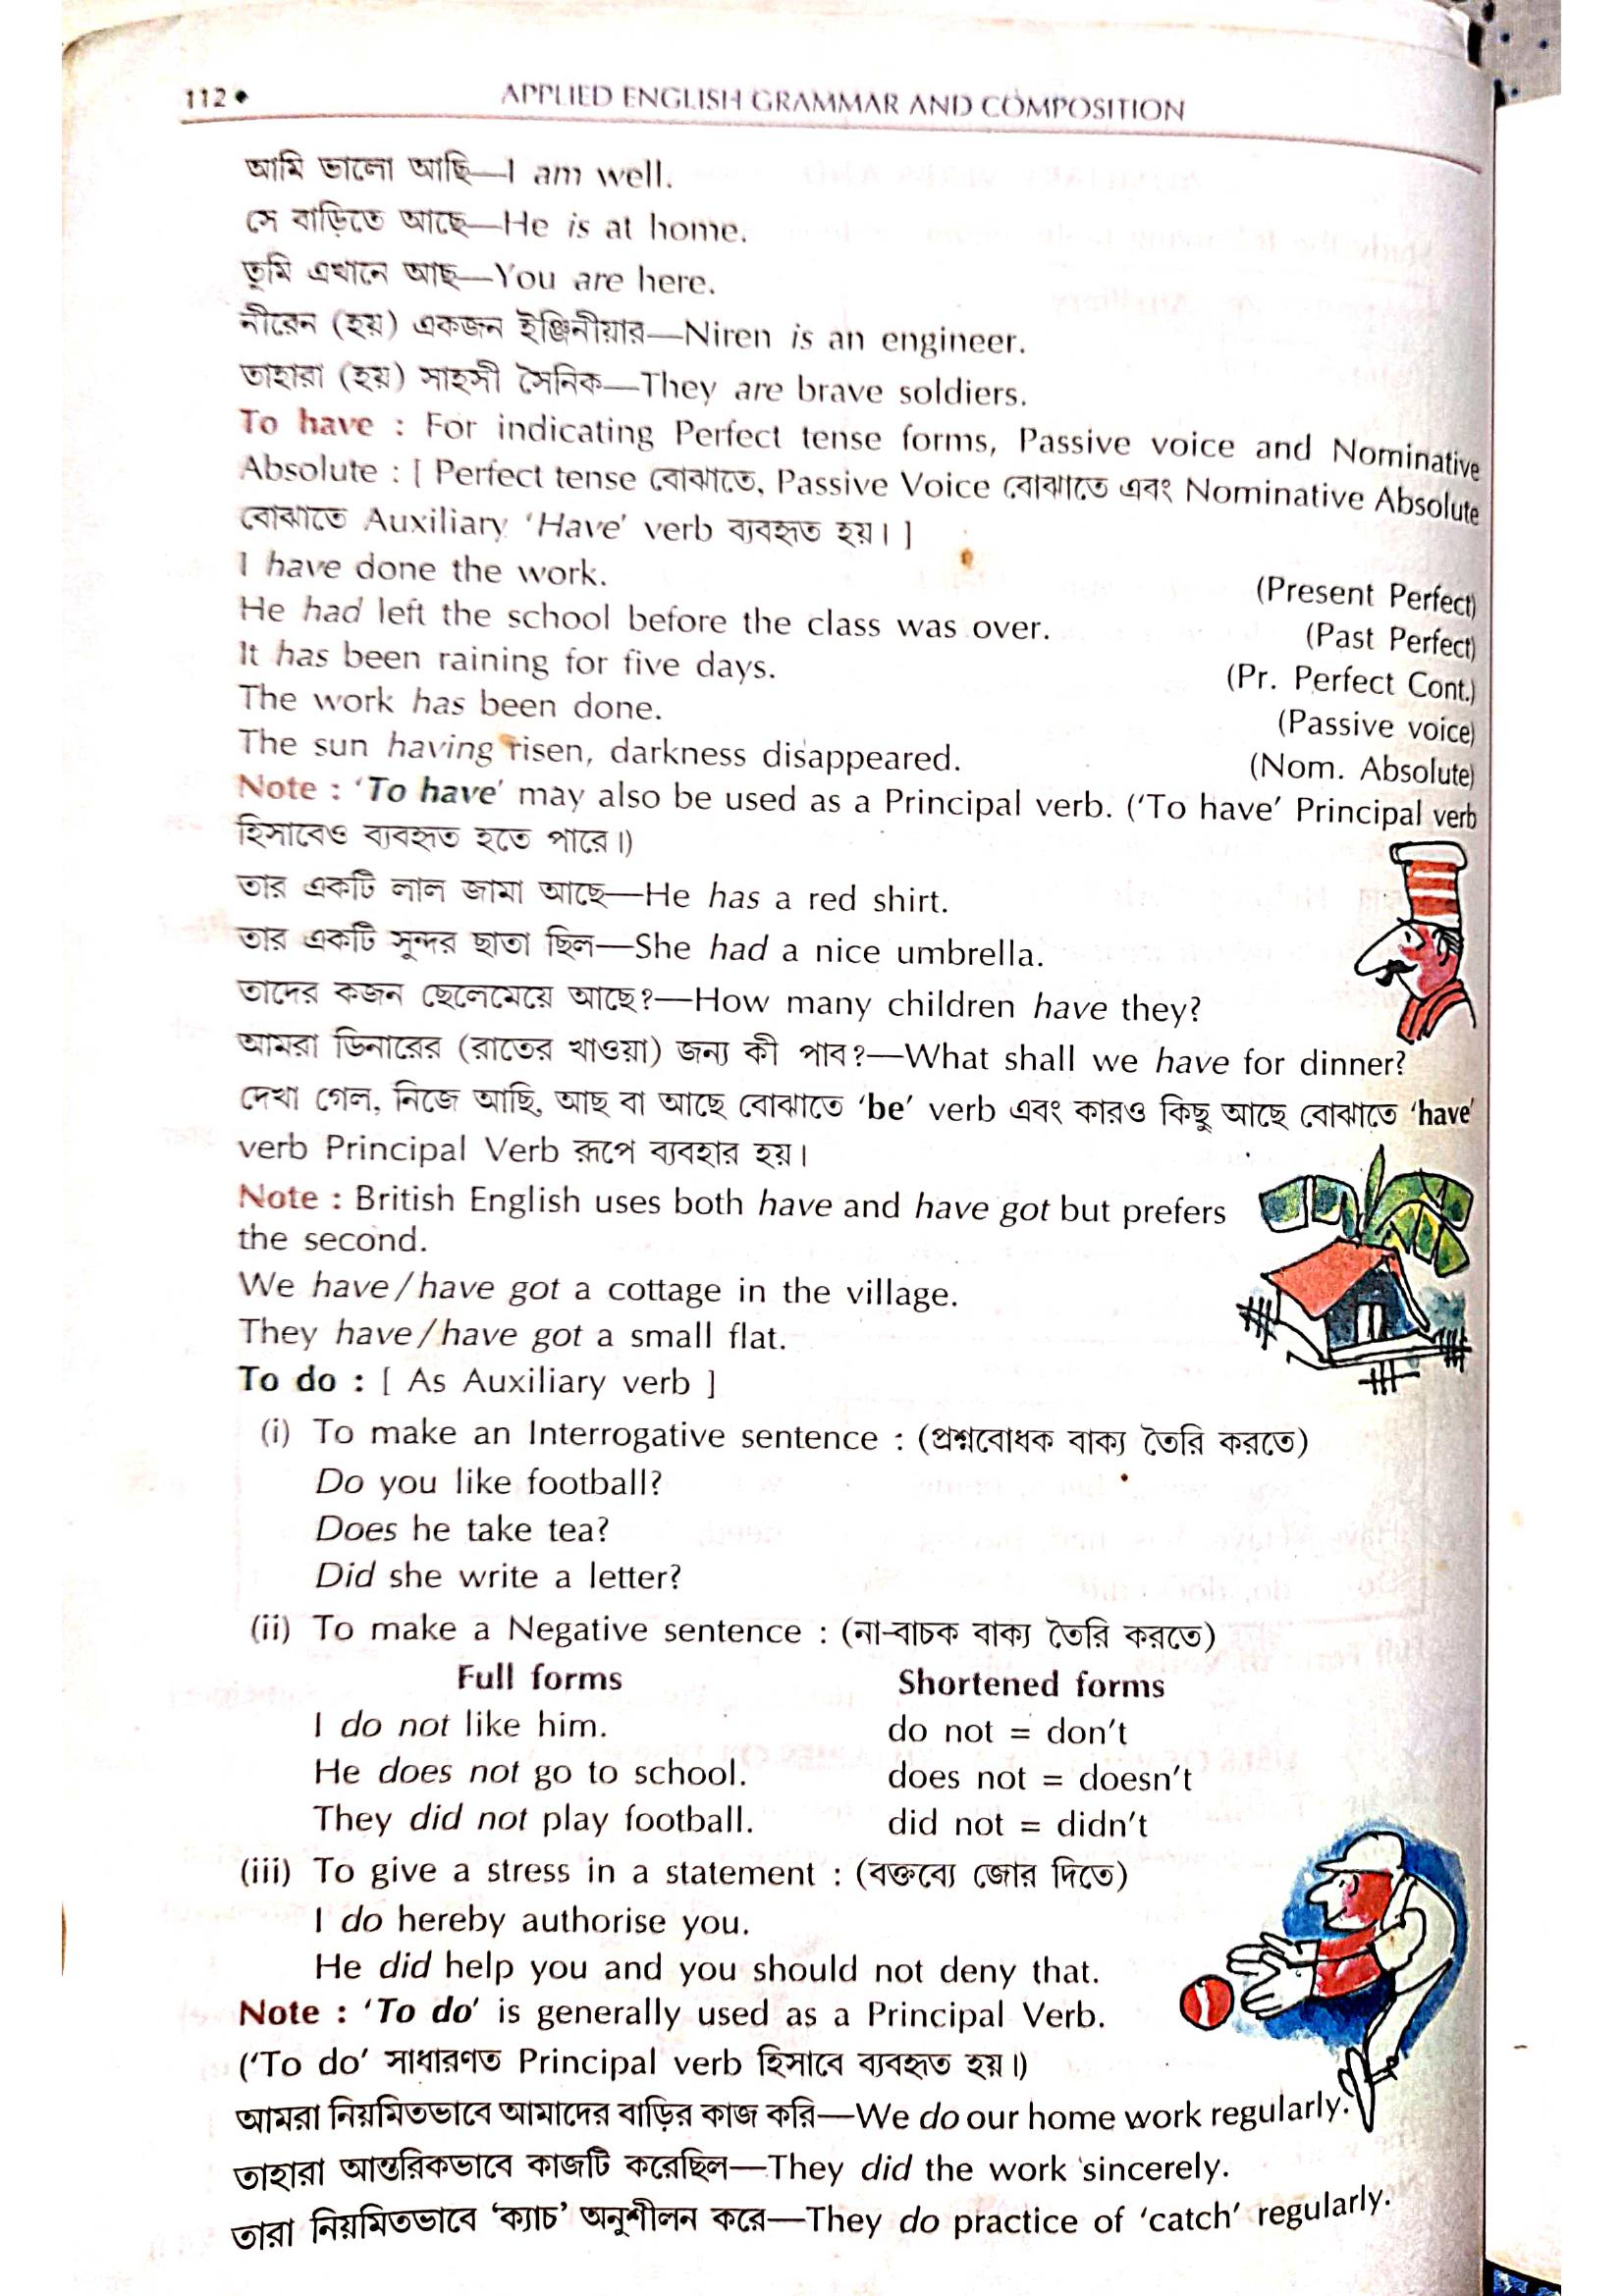 112◆ APPLIED ENGLISH GRAMMAR AND COMPOSITION
আমি ভালো আছি—I am well.
সে বাড়িতে আছে—He is at home.
তুমি এখানে আছ—You are here.
নীরেন (হয়) একজন ইঞ্জিনীয়ার—Niren is an engineer.
তাহারা (হয়) সাহসী সৈনিক—They are brave soldiers.
To have : For indicating Perfect tense forms, Passive voice and Nominative
Absolute : [ Perfect tense বোঝাতে, Passive Voice বোঝাতে এবং Nominative Absolute
বোঝাতে Auxiliary 'Have' verb ব্যবহৃত হয়। ]
I have done the work. (Present Perfect)
He had left the school before the class was over. (Past Perfect)
It has been raining for five days. (Pr. Perfect Cont.)
The work has been done. (Passive voice)
The sun having risen, darkness disappeared. (Nom. Absolute)
Note : 'To have' may also be used as a Principal verb. ('To have' Principal verb
হিসাবেও ব্যবহৃত হতে পারে।)
তার একটি লাল জামা আছে—He has a red shirt.
তার একটি সুন্দর ছাতা ছিল—She had a nice umbrella.
তাদের কজন ছেলেমেয়ে আছে?—How many children have they?
আমরা ডিনারের (রাতের খাওয়া) জন্য কী পাব?—What shall we have for dinner?
দেখা গেল, নিজে আছি, আছ বা আছে বোঝাতে 'be' verb এবং কারও কিছু আছে বোঝাতে 'have'
verb Principal Verb রূপে ব্যবহার হয়।
Note : British English uses both have and have got but prefers
the second.
We have/have got a cottage in the village.
They have/have got a small flat.
To do : [ As Auxiliary verb ]
(i) To make an Interrogative sentence : (প্রশ্নবোধক বাক্য তৈরি করতে)
Do you like football?
Does he take tea?
Did she write a letter?
(ii) To make a Negative sentence : (না-বাচক বাক্য তৈরি করতে)
Full forms Shortened forms
I do not like him. do not = don't
He does not go to school. does not = doesn't
They did not play football. did not = didn't
(iii) To give a stress in a statement : (বক্তব্যে জোর দিতে)
I do hereby authorise you.
He did help you and you should not deny that.
Note : 'To do' is generally used as a Principal Verb.
('To do' সাধারণত Principal verb হিসাবে ব্যবহৃত হয়।)
আমরা নিয়মিতভাবে আমাদের বাড়ির কাজ করি—We do our home work regularly.
তাহারা আন্তরিকভাবে কাজটি করেছিল—They did the work sincerely.
তারা নিয়মিতভাবে 'ক্যাচ' অনুশীলন করে—They do practice of 'catch' regularly.